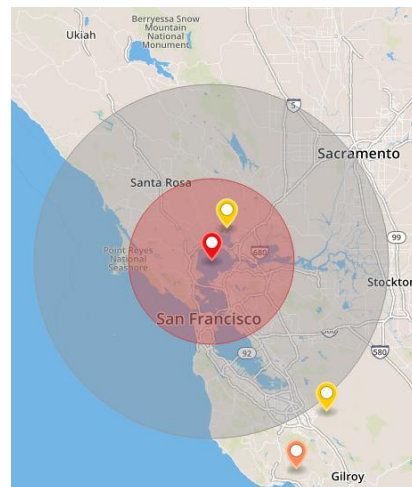 Berryessa Snow
Mountain
National
Monument
Ukiah
5
Sacramento
Santa Rosa
99
Point Reyes
National
Seashore
680
Stockton
San Francisco
580
92
Gilroy